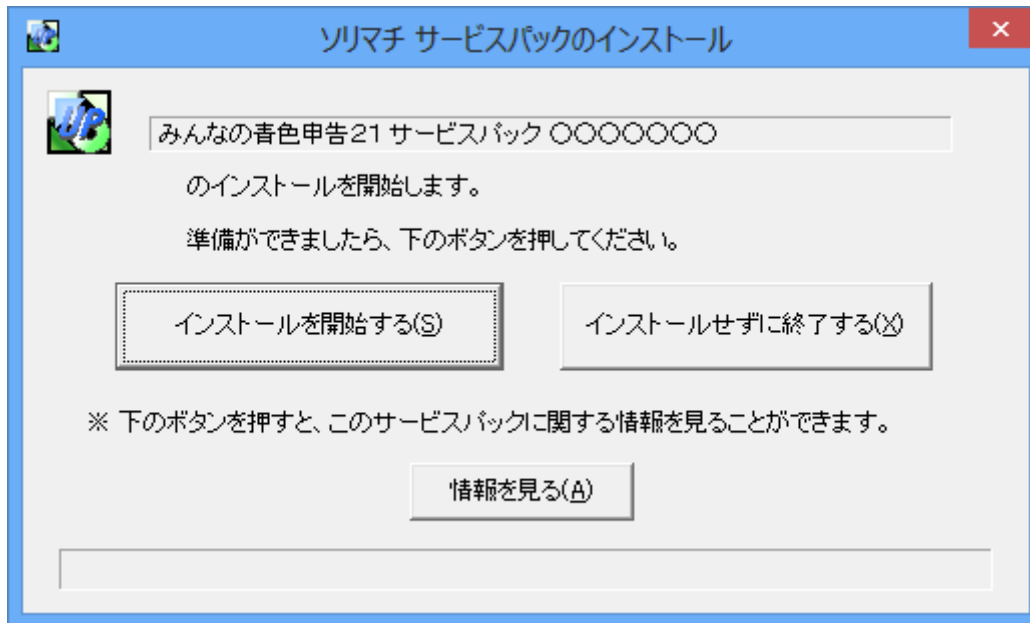 ソリマチ サービスパックのインストール
UP
みんなの青色申告21 サービスパック 〇〇〇〇〇〇〇
のインストールを開始します。
準備ができましたら、下のボタンを押してください。
インストールを開始する(S)
インストールせずに終了する(X)
※ 下のボタンを押すと、このサービスパックに関する情報を見ることができます。
情報を見る(A)